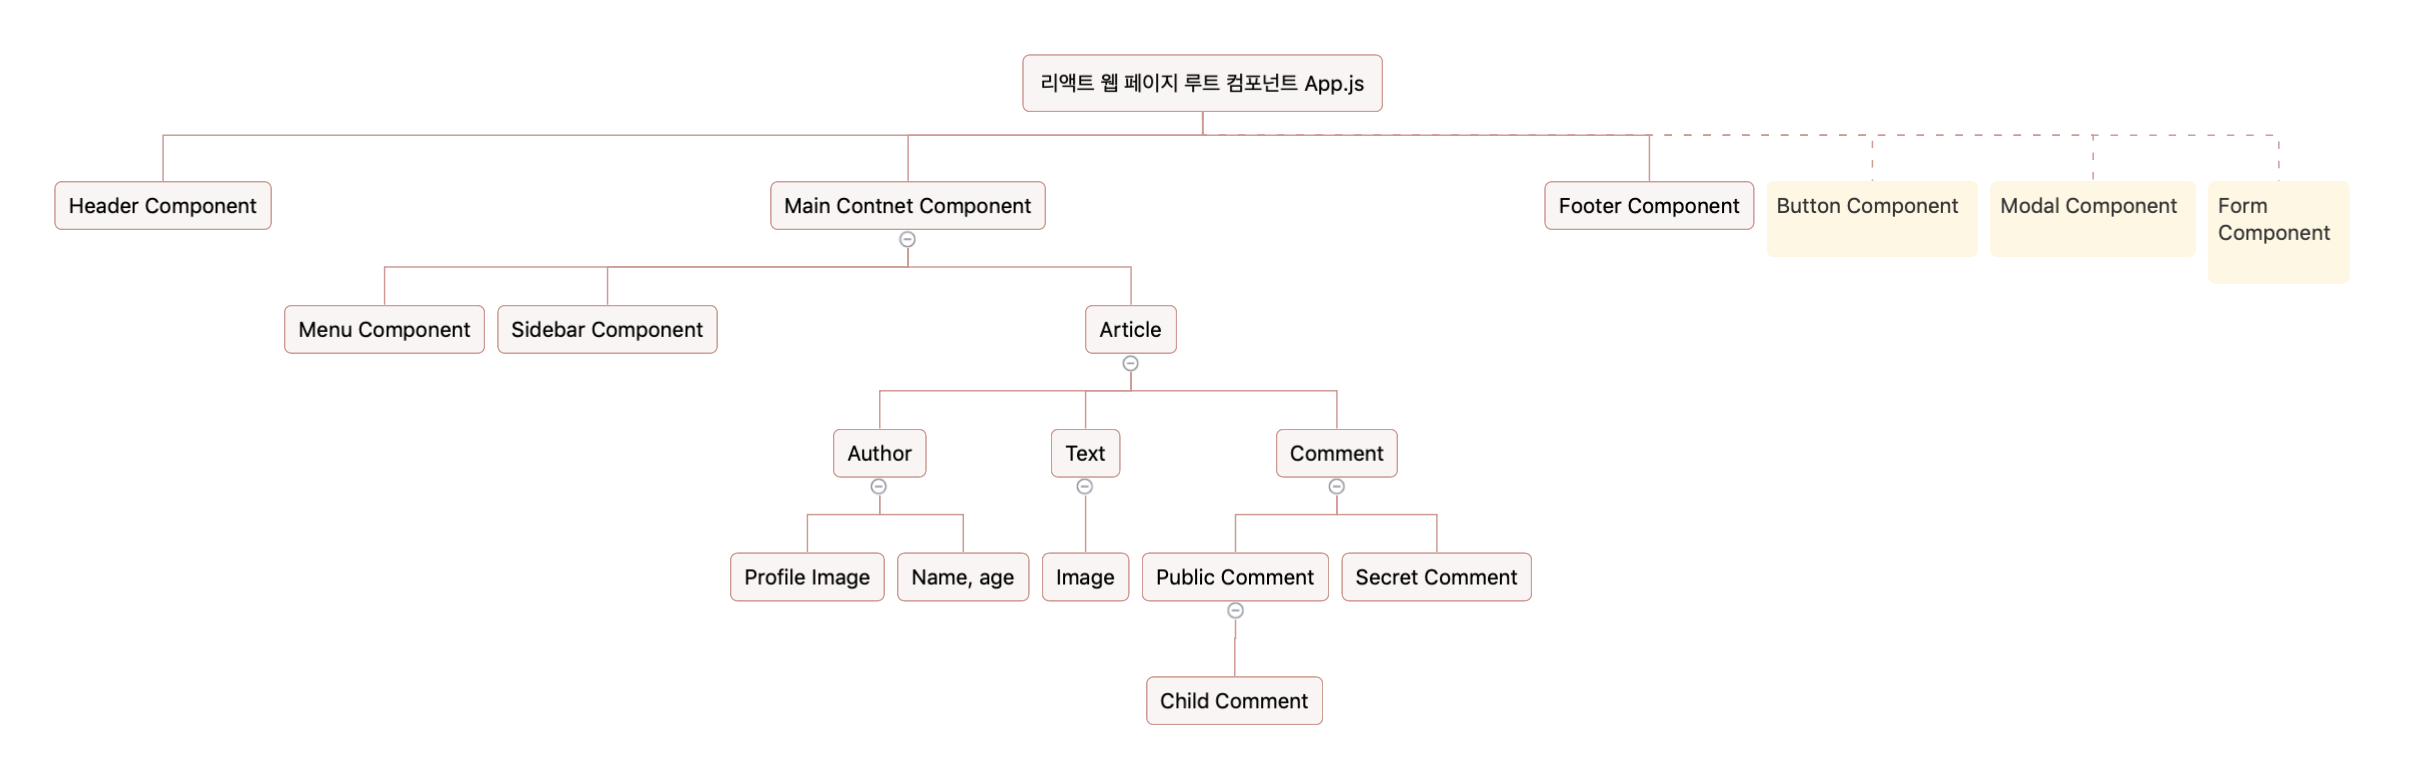 리액트 웹 페이지 루트 컴포넌트 App.js
Header Component
Main Contnet Component
Footer Component
Button Component
Modal Component
Form
Component
Menu Component
Sidebar Component
Article
Author
Text
Comment
Profile Image
Name, age
Image
Public Comment
Secret Comment
Child Comment